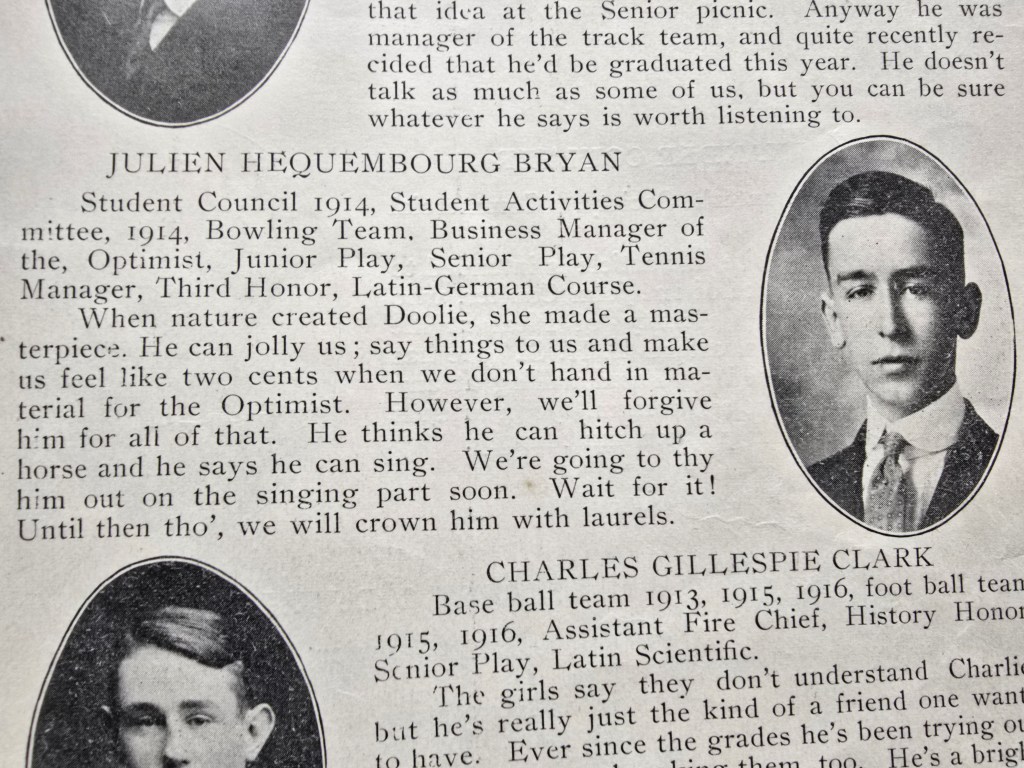 that idea at the Senior picnic. Anyway he was
manager of the track team, and quite recently re-
cided that he'd be graduated this year. He doesn't
talk as much as some of us, but you can be sure
whatever he says is worth listening to.
JULIEN HEQUEMBOURG BRYAN
Student Council 1914, Student Activities Com-
mittee, 1914, Bowling Team, Business Manager of
the, Optimist, Junior Play, Senior Play, Tennis
Manager, Third Honor, Latin-German Course.
When nature created Doolie, she made a mas-
terpiece. He can jolly us; say things to us and make
us feel like two cents when we don't hand in ma-
terial for the Optimist. However, we'll forgive
him for all of that. He thinks he can hitch up a
horse and he says he can sing. We're going to thy
him out on the singing part soon. Wait for it!
Until then tho', we will crown him with laurels.
CHARLES GILLESPIE CLARK
Base ball team 1913, 1915, 1916, foot ball team
1915, 1916, Assistant Fire Chief, History Honor
Senior Play, Latin Scientific.
The girls say they don't understand Charlie
but he's really just the kind of a friend one want
to have. Ever since the grades he's been trying ou
them, too. He's a brigh